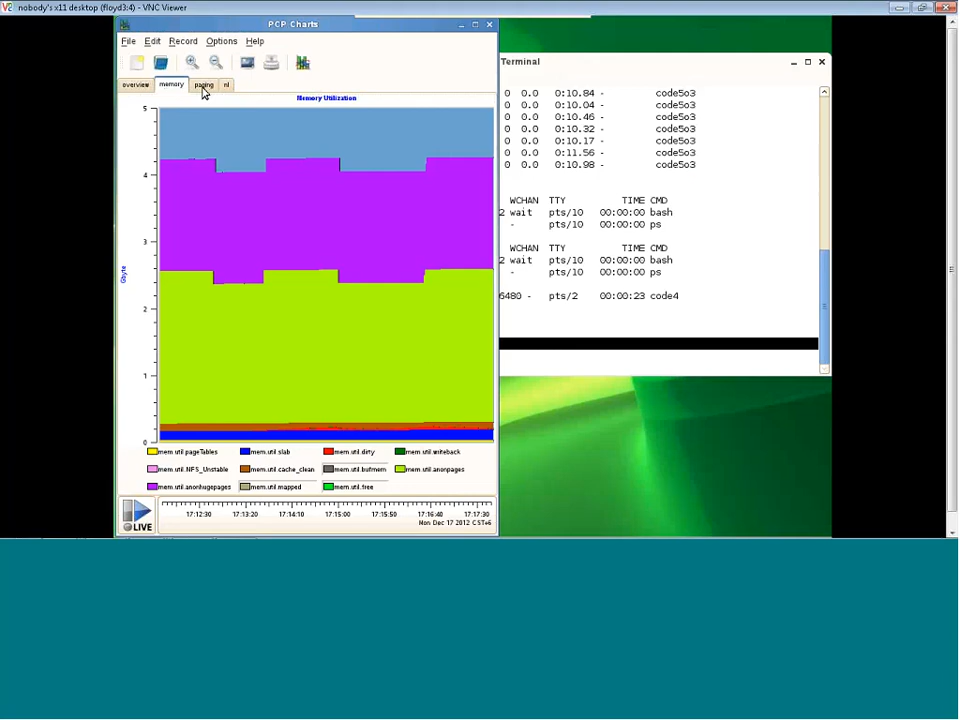 nobody's x11 desktop (floyd3:4) - VNC Viewer
PCP Charts
File Edit Record Options Help
overview memory paging nl
Memory Utilization
5
4
3
2
1
0
Gbyte
mem.util.pageTables mem.util.slab mem.util.dirty mem.util.writeback
mem.util.NFS_Unstable mem.util.cache_clean mem.util.bufmem mem.util.anonpages
mem.util.anonhugepages mem.util.mapped mem.util.free
LIVE
17:12:30 17:13:20 17:14:10 17:15:00 17:15:50 17:16:40 17:17:30
Mon Dec 17 2012 CST+6
Terminal
0 0.0 0:10.84 - code5o3
0 0.0 0:10.04 - code5o3
0 0.0 0:10.46 - code5o3
0 0.0 0:10.32 - code5o3
0 0.0 0:10.17 - code5o3
0 0.0 0:11.56 - code5o3
0 0.0 0:10.98 - code5o3
WCHAN TTY TIME CMD
2 wait pts/10 00:00:00 bash
- pts/10 00:00:00 ps
WCHAN TTY TIME CMD
2 wait pts/10 00:00:00 bash
- pts/10 00:00:00 ps
6480 - pts/2 00:00:23 code4